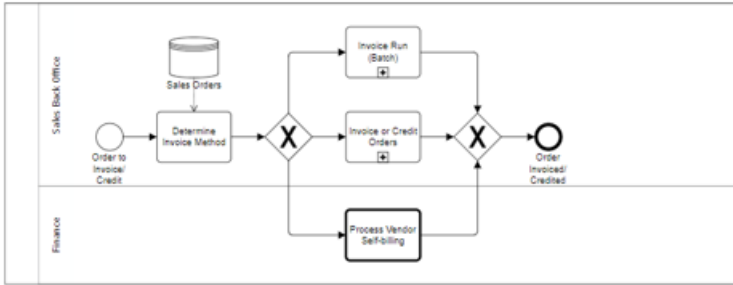 Sales Back Office
Sales Orders
Order to
Invoice/
Credit
Determine
Invoice Method
X
Invoice Run
(Batch)
Invoice or Credit
Orders
X
Order
Invoiced/
Credited
Finance
Process Vendor
Self-billing